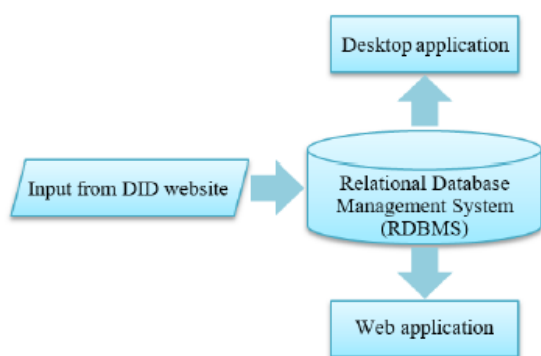 Desktop application
Input from DID website
Relational Database
Management System
(RDBMS)
Web application